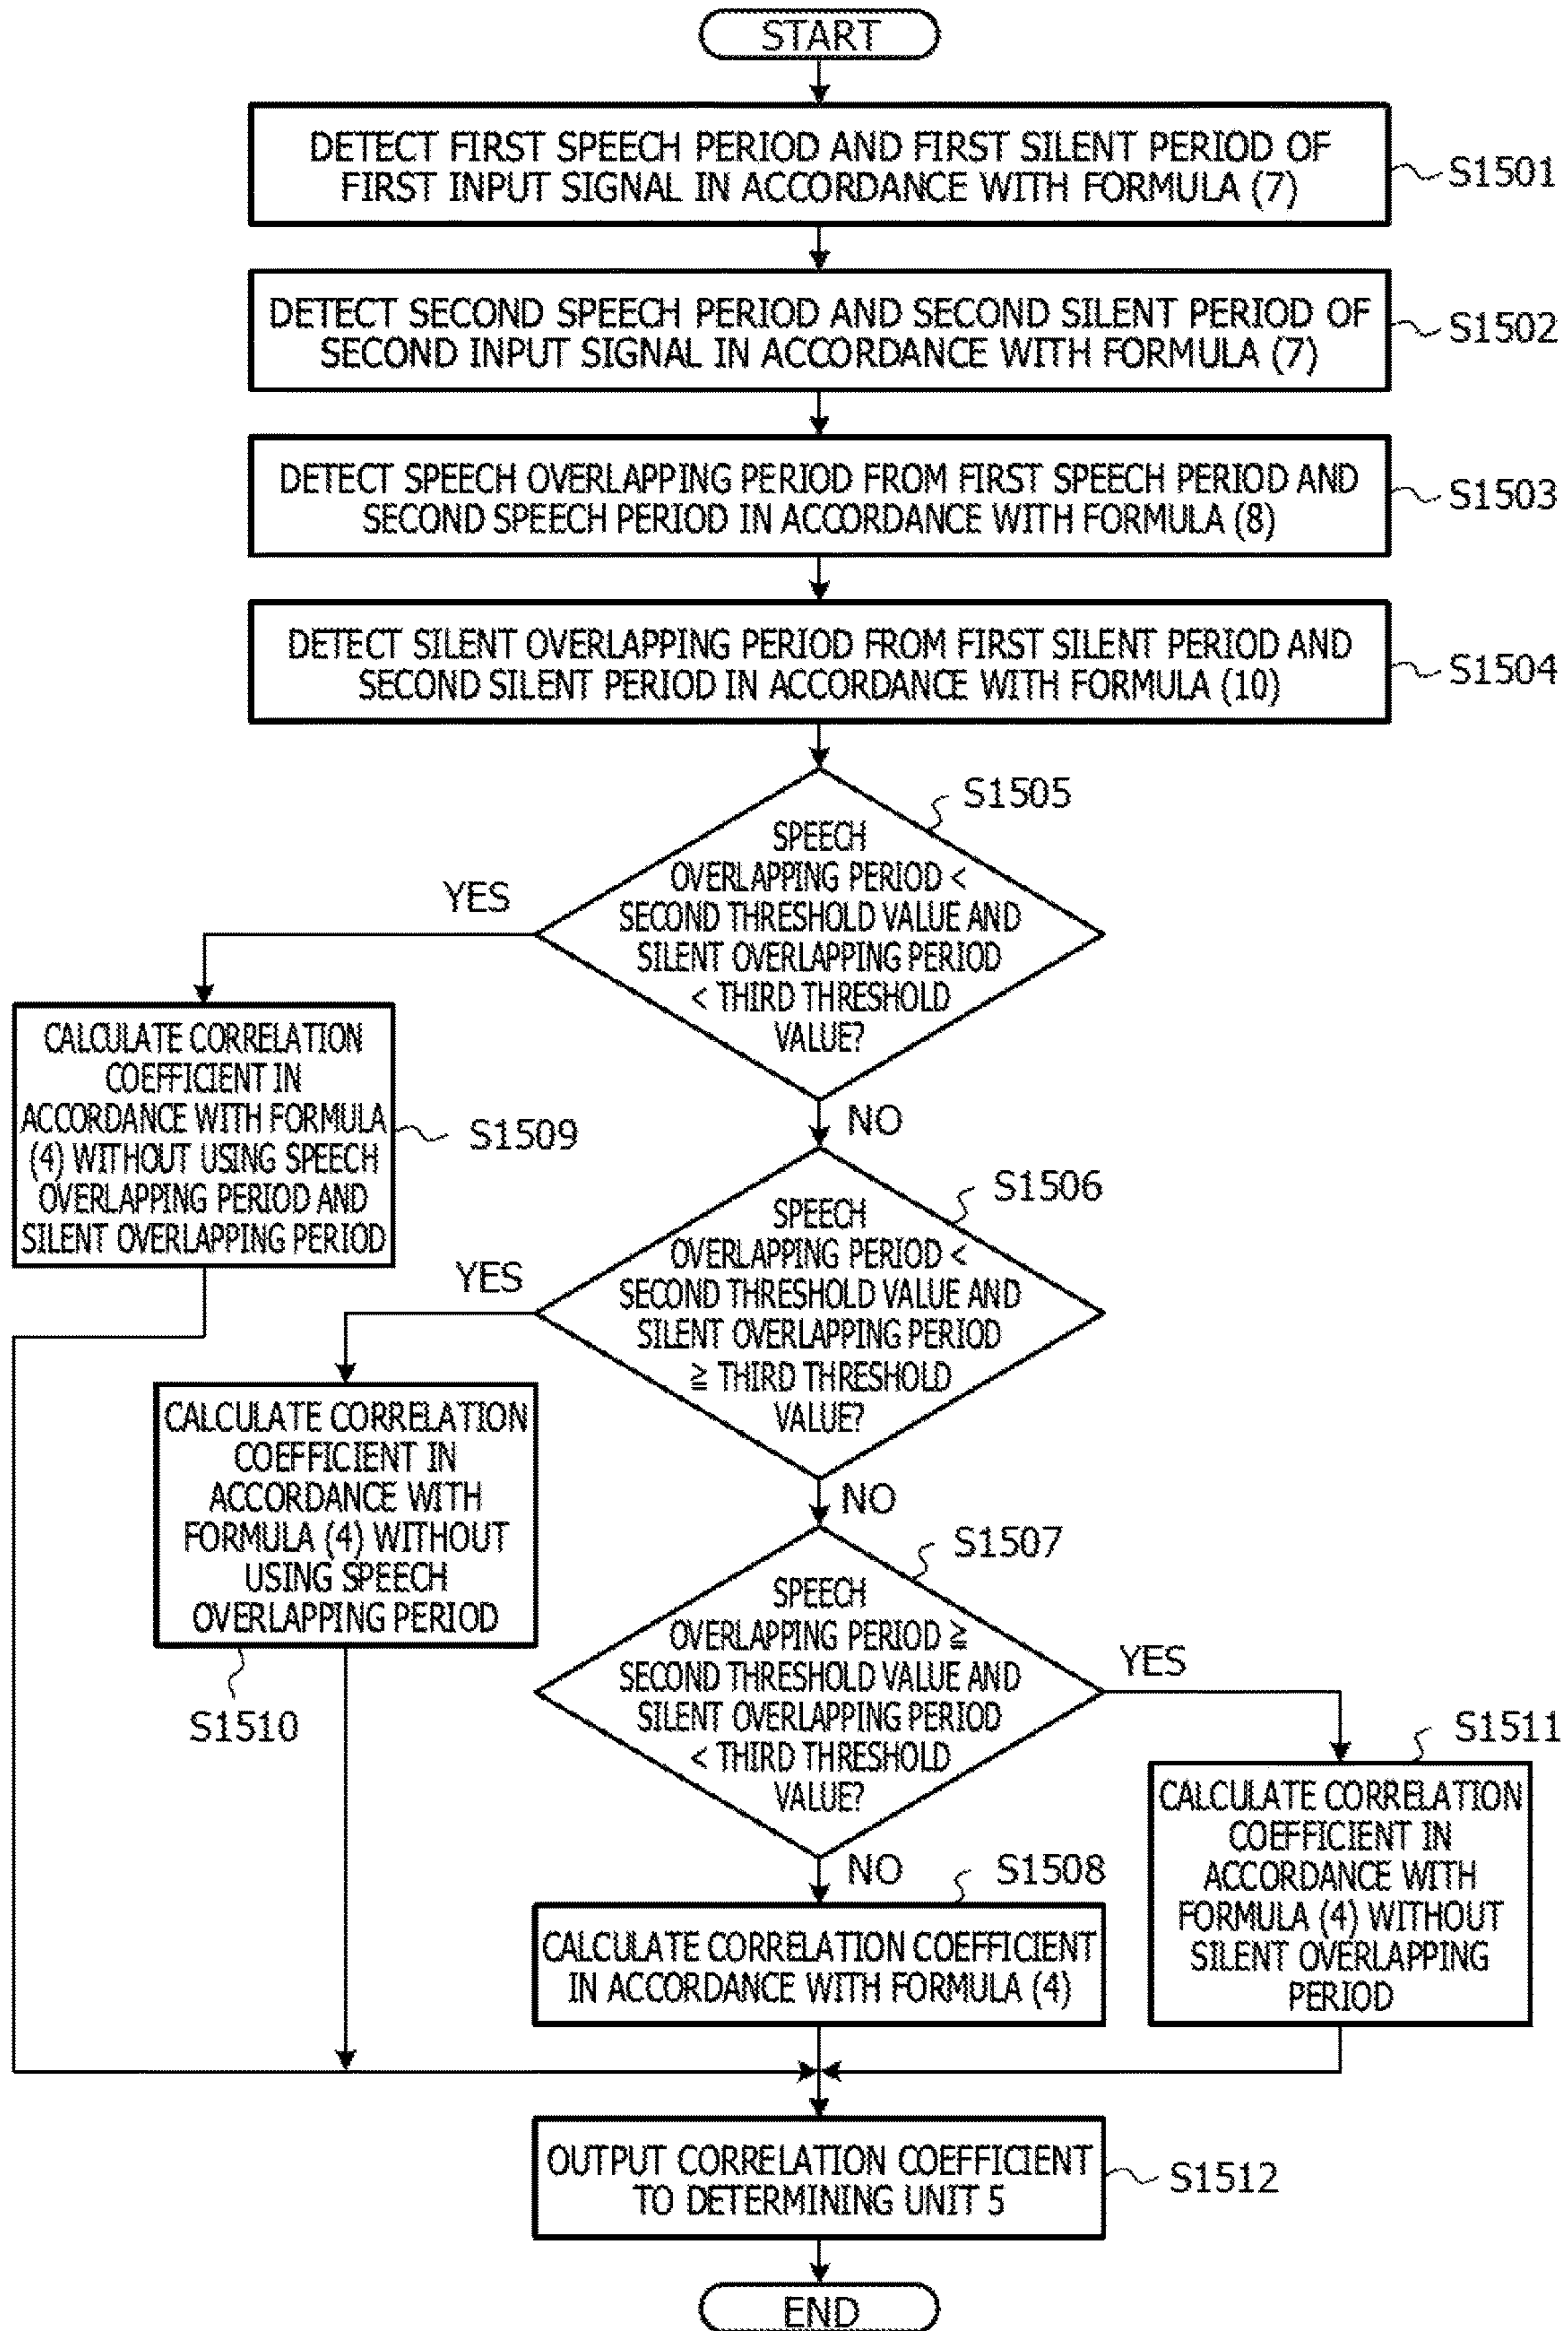 START
DETECT FIRST SPEECH PERIOD AND FIRST SILENT PERIOD OF
FIRST INPUT SIGNAL IN ACCORDANCE WITH FORMULA (7)
S1501
DETECT SECOND SPEECH PERIOD AND SECOND SILENT PERIOD OF
SECOND INPUT SIGNAL IN ACCORDANCE WITH FORMULA (7)
S1502
DETECT SPEECH OVERLAPPING PERIOD FROM FIRST SPEECH PERIOD AND
SECOND SPEECH PERIOD IN ACCORDANCE WITH FORMULA (8)
S1503
DETECT SILENT OVERLAPPING PERIOD FROM FIRST SILENT PERIOD AND
SECOND SILENT PERIOD IN ACCORDANCE WITH FORMULA (10)
S1504
S1505
SPEECH
OVERLAPPING PERIOD <
SECOND THRESHOLD VALUE AND
SILENT OVERLAPPING PERIOD
< THIRD THRESHOLD
VALUE?
YES
NO
CALCULATE CORRELATION
COEFFICIENT IN
ACCORDANCE WITH FORMULA
(4) WITHOUT USING SPEECH
OVERLAPPING PERIOD AND
SILENT OVERLAPPING PERIOD
S1509
S1506
SPEECH
OVERLAPPING PERIOD <
SECOND THRESHOLD VALUE AND
SILENT OVERLAPPING PERIOD
≧ THIRD THRESHOLD
VALUE?
YES
NO
CALCULATE CORRELATION
COEFFICIENT IN
ACCORDANCE WITH
FORMULA (4) WITHOUT
USING SPEECH
OVERLAPPING PERIOD
S1510
S1507
SPEECH
OVERLAPPING PERIOD ≧
SECOND THRESHOLD VALUE AND
SILENT OVERLAPPING PERIOD
< THIRD THRESHOLD
VALUE?
YES
NO
S1511
CALCULATE CORRELATION
COEFFICIENT IN
ACCORDANCE WITH
FORMULA (4) WITHOUT
SILENT OVERLAPPING
PERIOD
S1508
CALCULATE CORRELATION COEFFICIENT
IN ACCORDANCE WITH FORMULA (4)
OUTPUT CORRELATION COEFFICIENT
TO DETERMINING UNIT 5
S1512
END